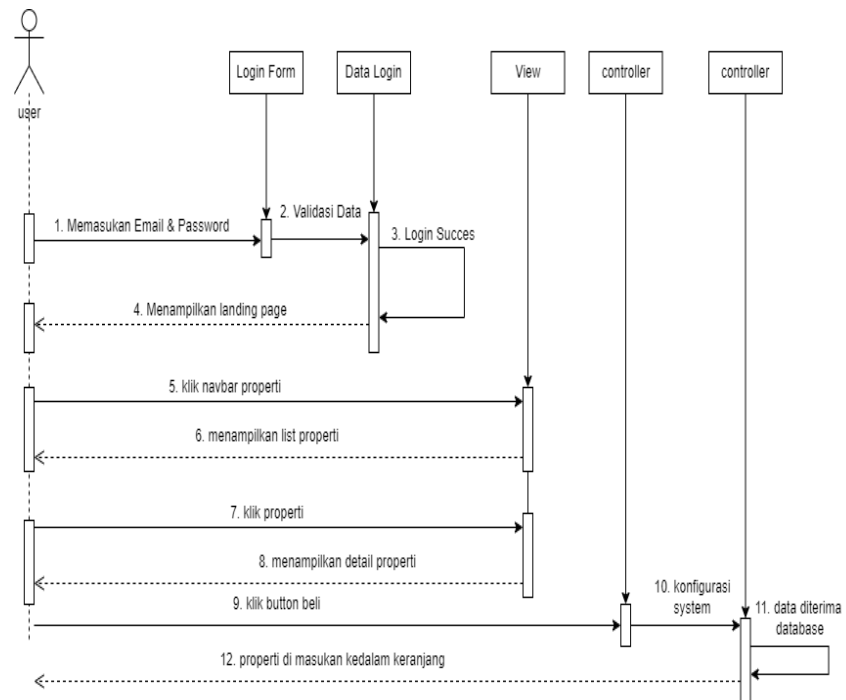 Login Form
Data Login
View
controller
controller
user
1. Memasukan Email & Password
2. Validasi Data
3. Login Succes
4. Menampilkan landing page
5. klik navbar properti
6. menampilkan list properti
7. klik properti
8. menampilkan detail properti
9. klik button beli
10. konfigurasi
system
11. data diterima
database
12. properti di masukan kedalam keranjang